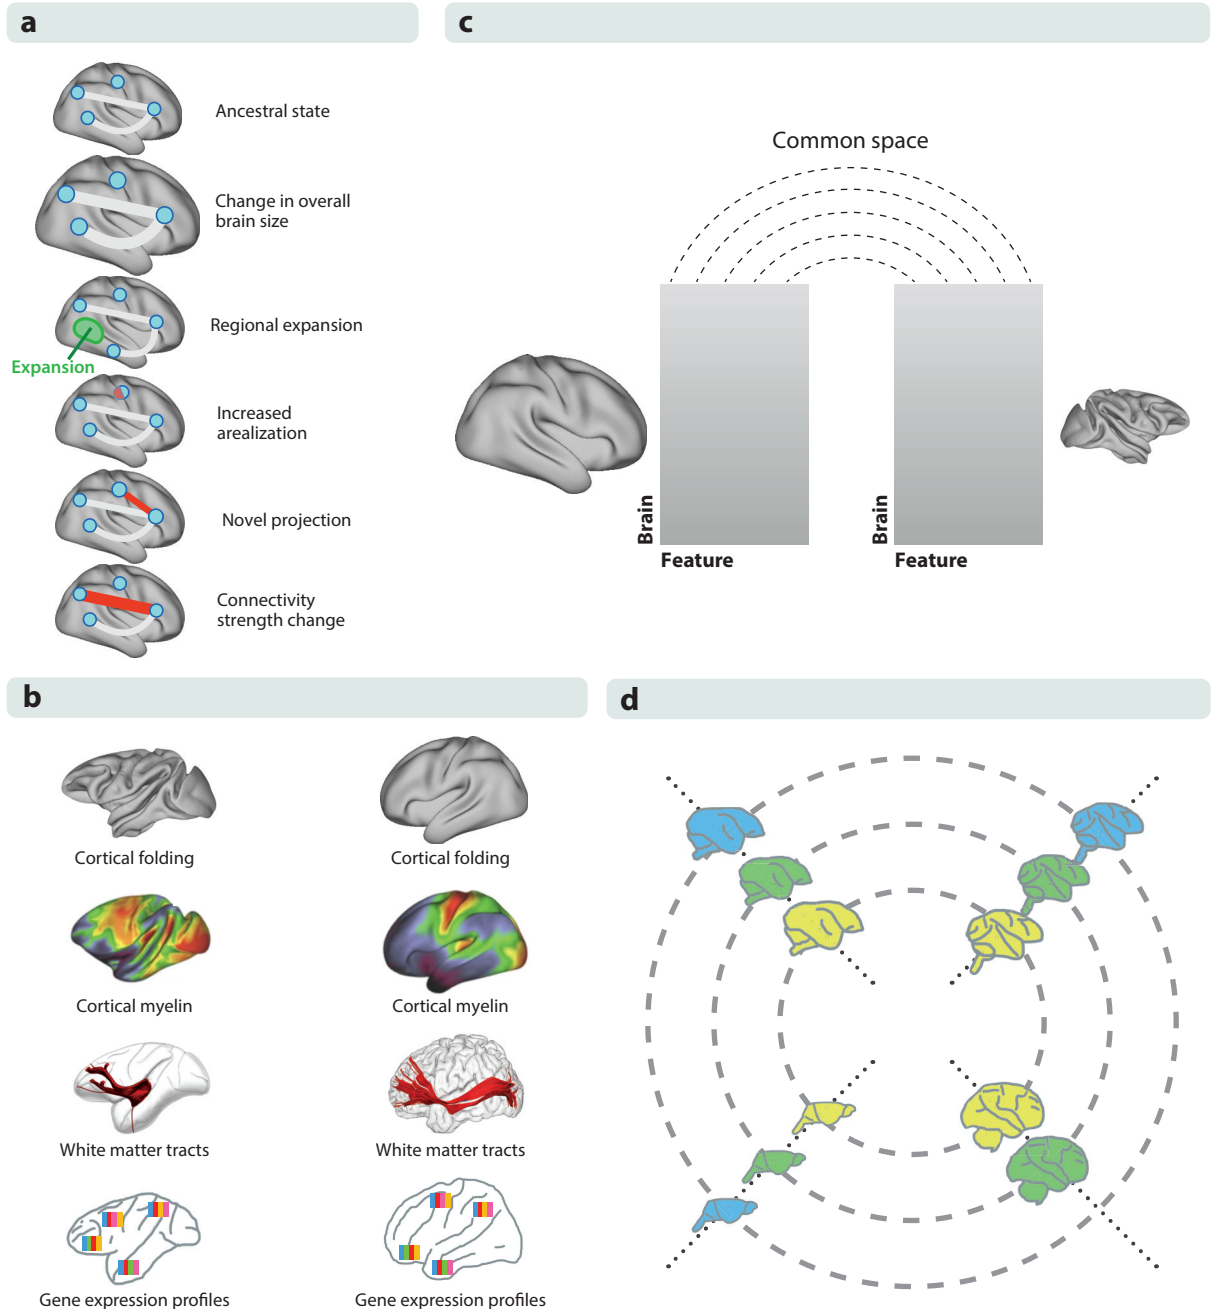 a
Ancestral state
Change in overall
brain size
Regional expansion
Expansion
Increased
arealization
Novel projection
Connectivity
strength change
c
Common space
Brain
Feature
Brain
Feature
b
Cortical folding
Cortical folding
Cortical myelin
Cortical myelin
White matter tracts
White matter tracts
Gene expression profiles
Gene expression profiles
d